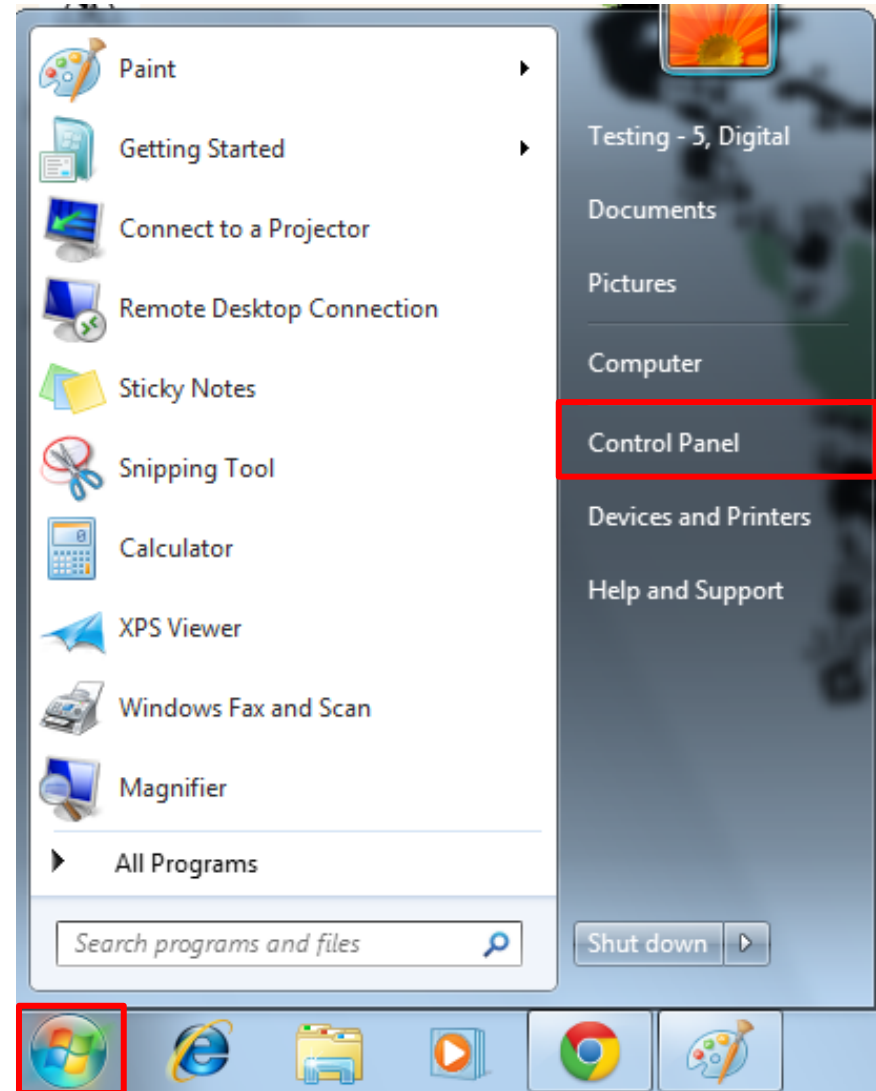 Paint
Getting Started
Connect to a Projector
Remote Desktop Connection
Sticky Notes
Snipping Tool
Calculator
XPS Viewer
Windows Fax and Scan
Magnifier
All Programs
Search programs and files
Testing - 5, Digital
Documents
Pictures
Computer
Control Panel
Devices and Printers
Help and Support
Shut down